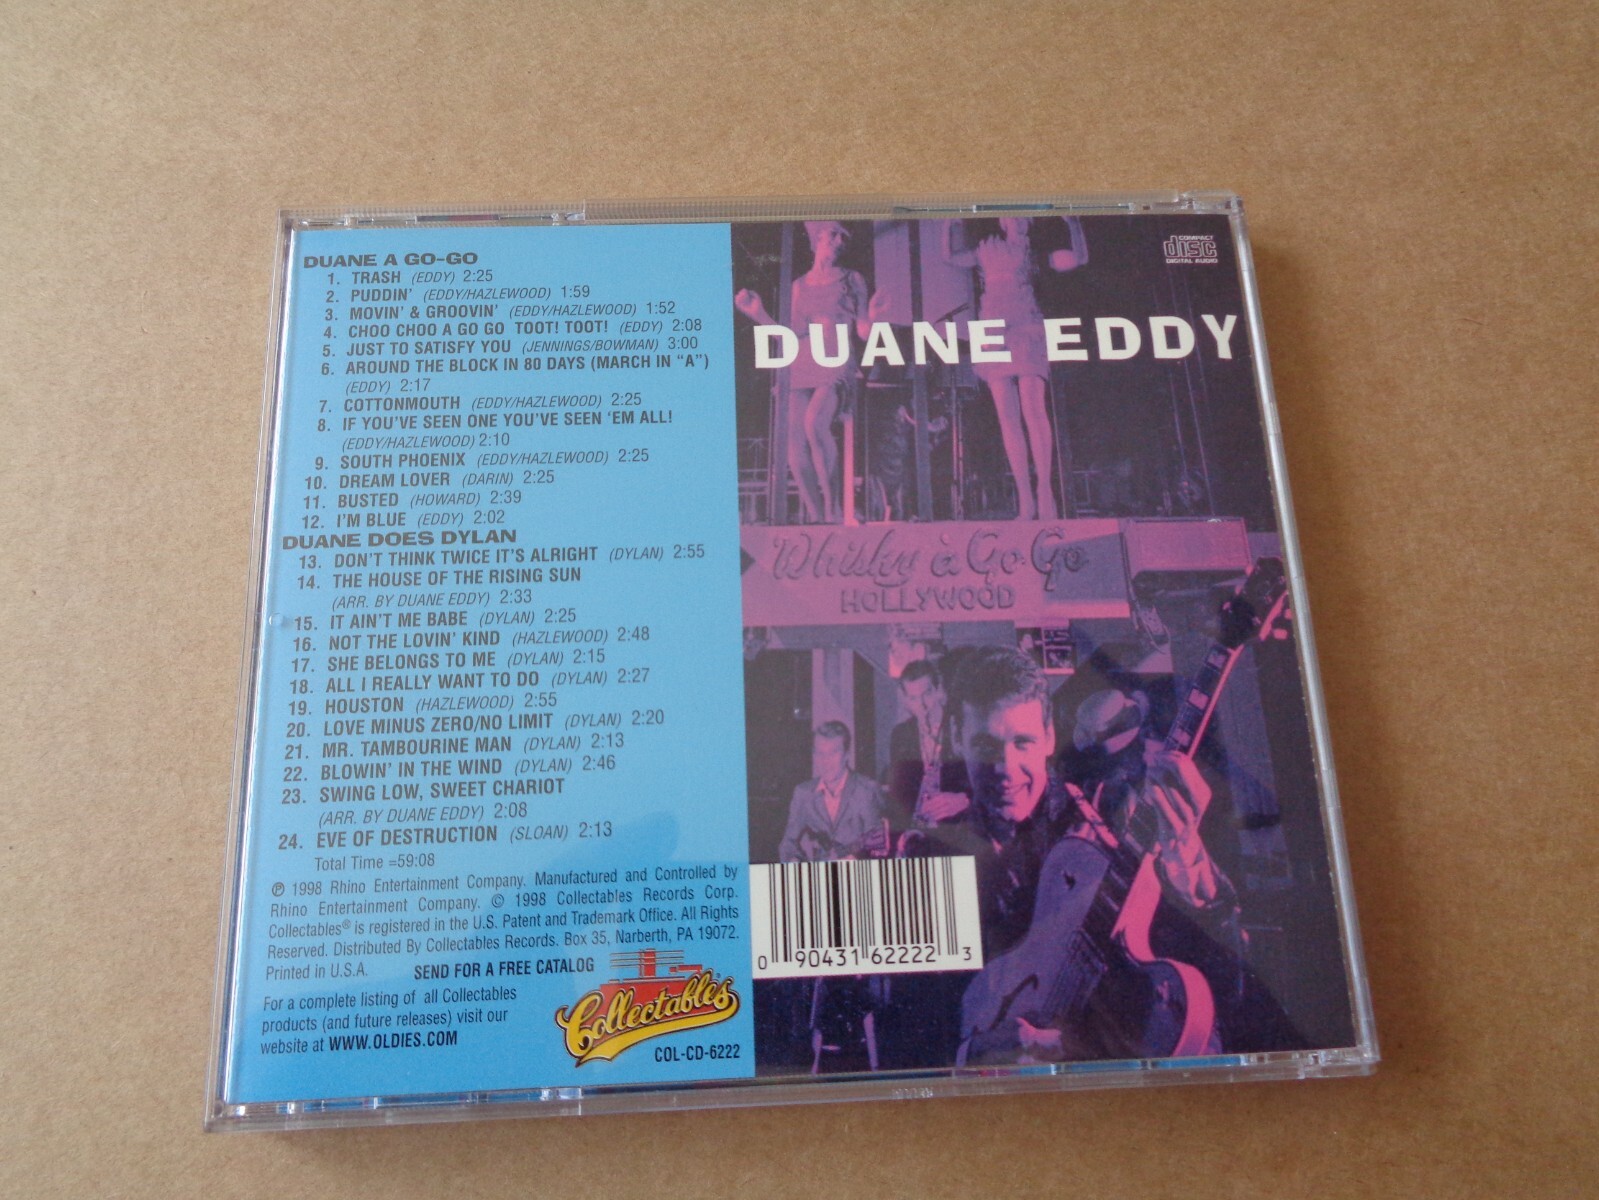 DUANE A GO-GO
1. TRASH (EDDY) 2:25
2. PUDDIN' (EDDY/HAZLEWOOD) 1:59
3. MOVIN' & GROOVIN' (EDDY/HAZLEWOOD) 1:52
4. CHOO CHOO A GO GO TOOT! TOOT! (EDDY) 2:08
5. JUST TO SATISFY YOU (JENNINGS/BOWMAN) 3:00
6. AROUND THE BLOCK IN 80 DAYS (MARCH IN "A")
(EDDY) 2:17
7. COTTONMOUTH (EDDY/HAZLEWOOD) 2:25
8. IF YOU'VE SEEN ONE YOU'VE SEEN 'EM ALL!
(EDDY/HAZLEWOOD) 2:10
9. SOUTH PHOENIX (EDDY/HAZLEWOOD) 2:25
10. DREAM LOVER (DARIN) 2:25
11. BUSTED (HOWARD) 2:39
12. I'M BLUE (EDDY) 2:02
DUANE DOES DYLAN
13. DON'T THINK TWICE IT'S ALRIGHT (DYLAN) 2:55
14. THE HOUSE OF THE RISING SUN
(ARR. BY DUANE EDDY) 2:33
15. IT AIN'T ME BABE (DYLAN) 2:25
16. NOT THE LOVIN' KIND (HAZLEWOOD) 2:48
17. SHE BELONGS TO ME (DYLAN) 2:15
18. ALL I REALLY WANT TO DO (DYLAN) 2:27
19. HOUSTON (HAZLEWOOD) 2:55
20. LOVE MINUS ZERO/NO LIMIT (DYLAN) 2:20
21. MR. TAMBOURINE MAN (DYLAN) 2:13
22. BLOWIN' IN THE WIND (DYLAN) 2:46
23. SWING LOW, SWEET CHARIOT
(ARR. BY DUANE EDDY) 2:08
24. EVE OF DESTRUCTION (SLOAN) 2:13
Total Time =59:08
℗ 1998 Rhino Entertainment Company. Manufactured and Controlled by
Rhino Entertainment Company. © 1998 Collectables Records Corp.
Collectables® is registered in the U.S. Patent and Trademark Office. All Rights
Reserved. Distributed By Collectables Records. Box 35, Narberth, PA 19072.
Printed in U.S.A. SEND FOR A FREE CATALOG
For a complete listing of all Collectables
products (and future releases) visit our
website at WWW.OLDIES.COM
Collectables
COL-CD-6222
COMPACT
disc
DIGITAL AUDIO
DUANE EDDY
Whisky à Go Go
HOLLYWOOD
0 90431 62222 3